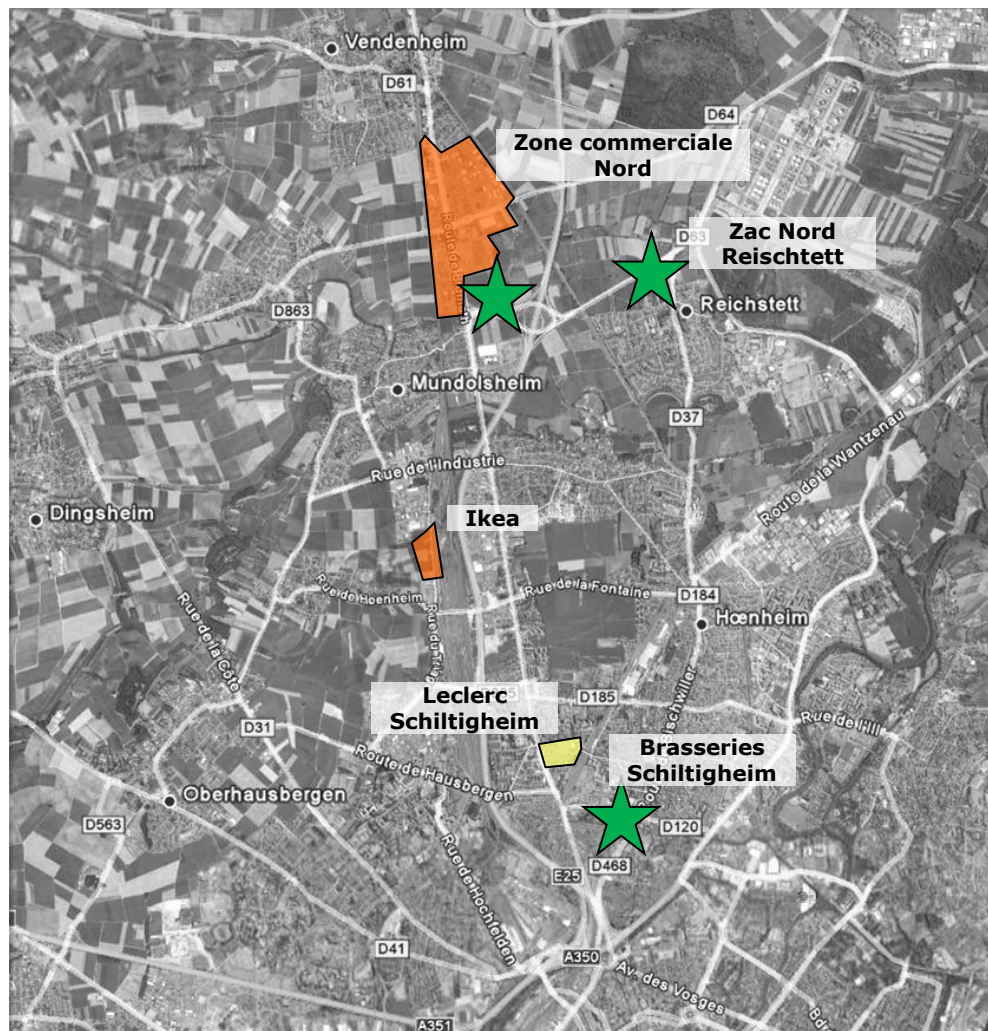 Vendenheim
D61
D64
Zone commerciale
Nord
Zac Nord
Reischtett
D63
Reichstett
D863
Mundolsheim
D37
Rue de l'Industrie
Route de la Wantzenau
Dingsheim
Ikea
Rue de Hoenheim
Rue de la Fontaine
D184
Hœnheim
Rue de la Côte
Leclerc
Schiltigheim
D185
Rue de l'Ill
D31
Brasseries
Schiltigheim
Route de Hausbergen
Oberhausbergen
D563
D120
D468
E25
Rue de Hochfelden
D41
A350
Av. des Vosges
A351